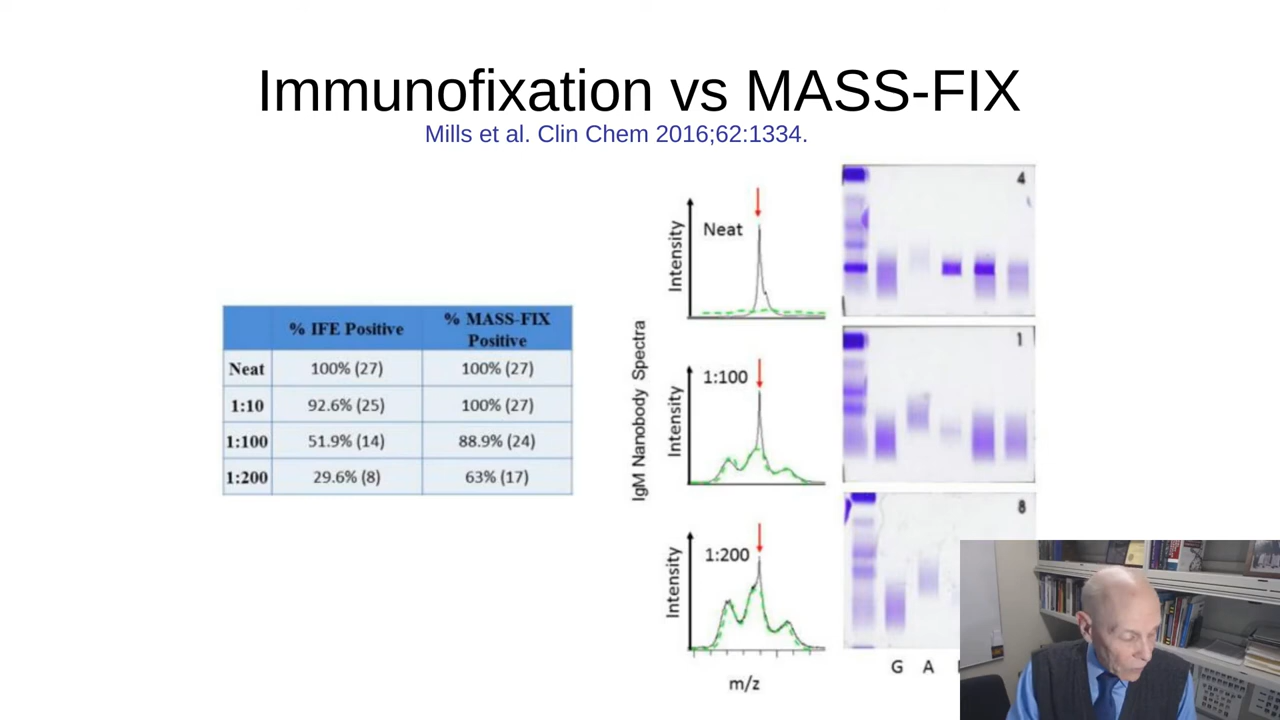 Immunofixation vs MASS-FIX
Mills et al. Clin Chem 2016;62:1334.
% IFE Positive
% MASS-FIX
Positive
Neat 100% (27) 100% (27)
1:10 92.6% (25) 100% (27)
1:100 51.9% (14) 88.9% (24)
1:200 29.6% (8) 63% (17)
IgM Nanobody Spectra
Intensity
Neat
4
Intensity
1:100
1
Intensity
1:200
8
m/z
G A